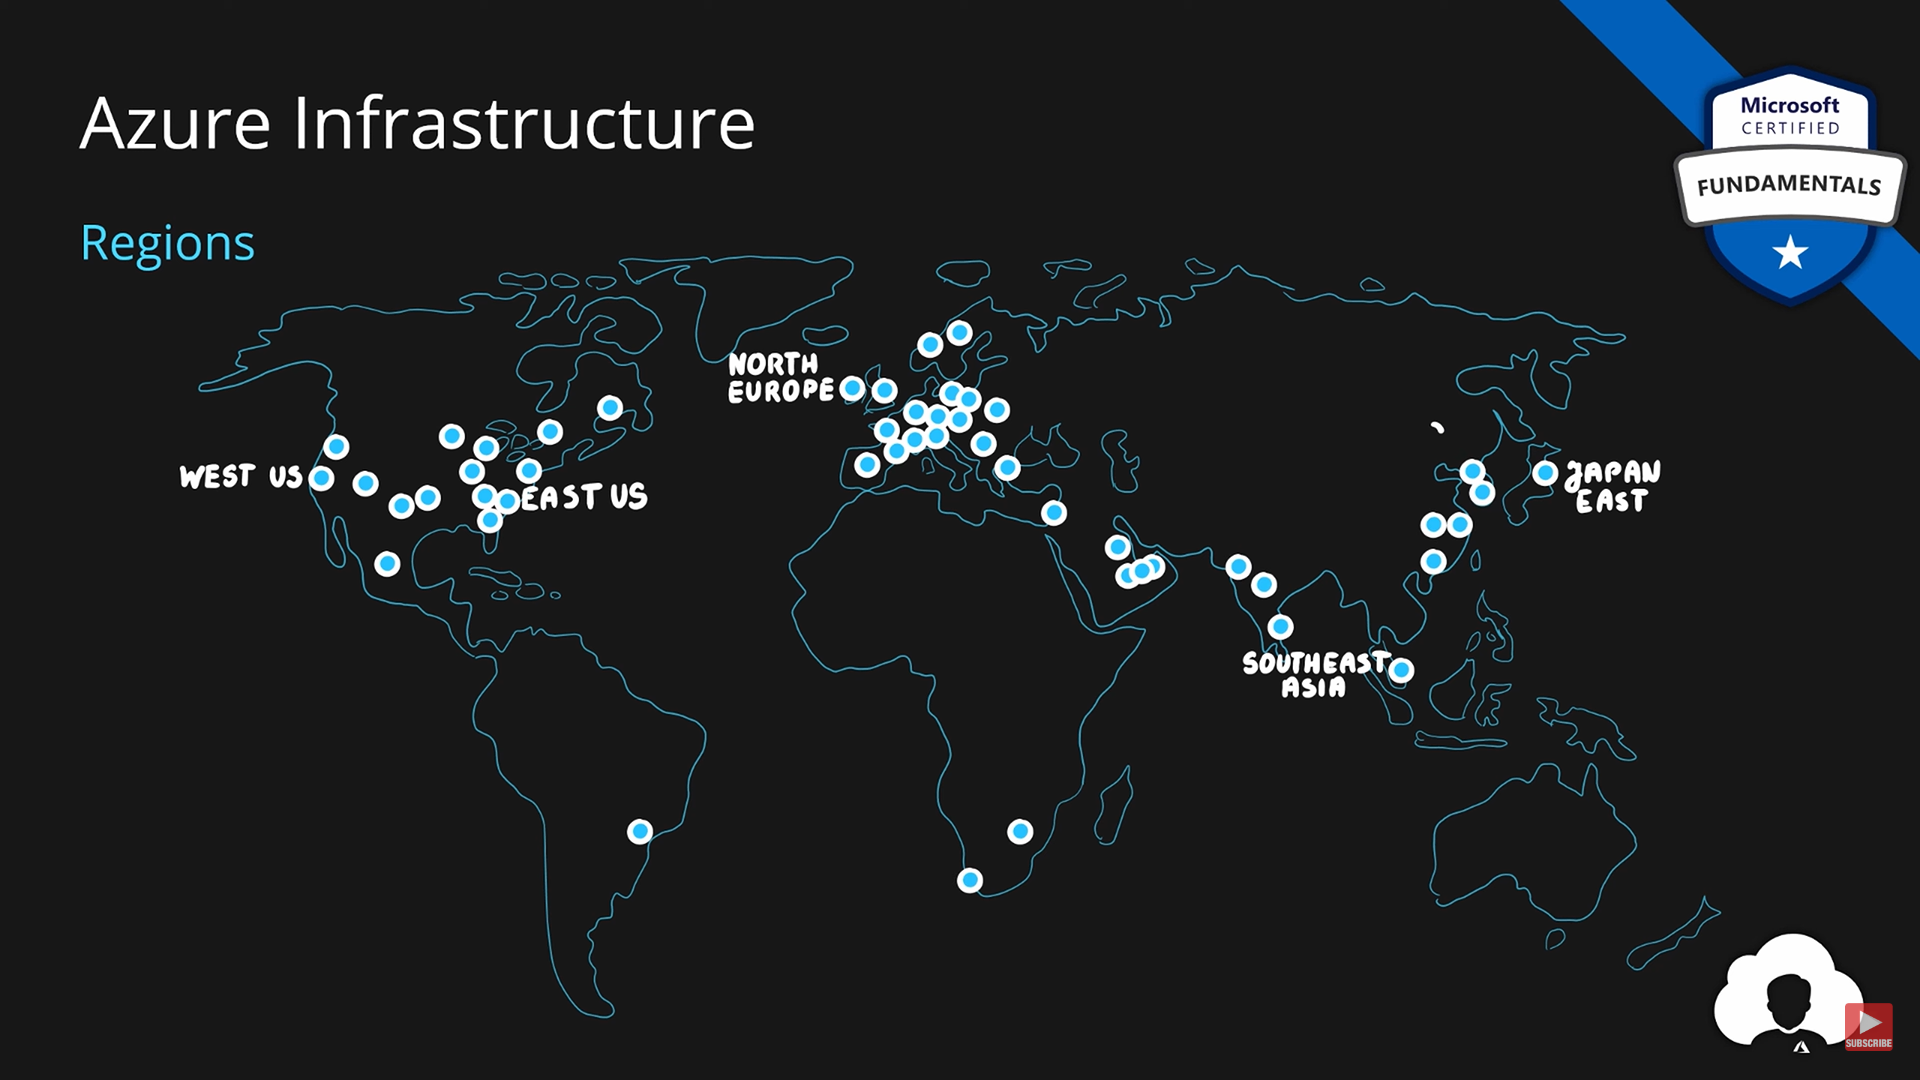 Azure Infrastructure
Microsoft
CERTIFIED
FUNDAMENTALS
Regions
NORTH
EUROPE
WEST US
EAST US
JAPAN
EAST
SOUTHEAST
ASIA
SUBSCRIBE